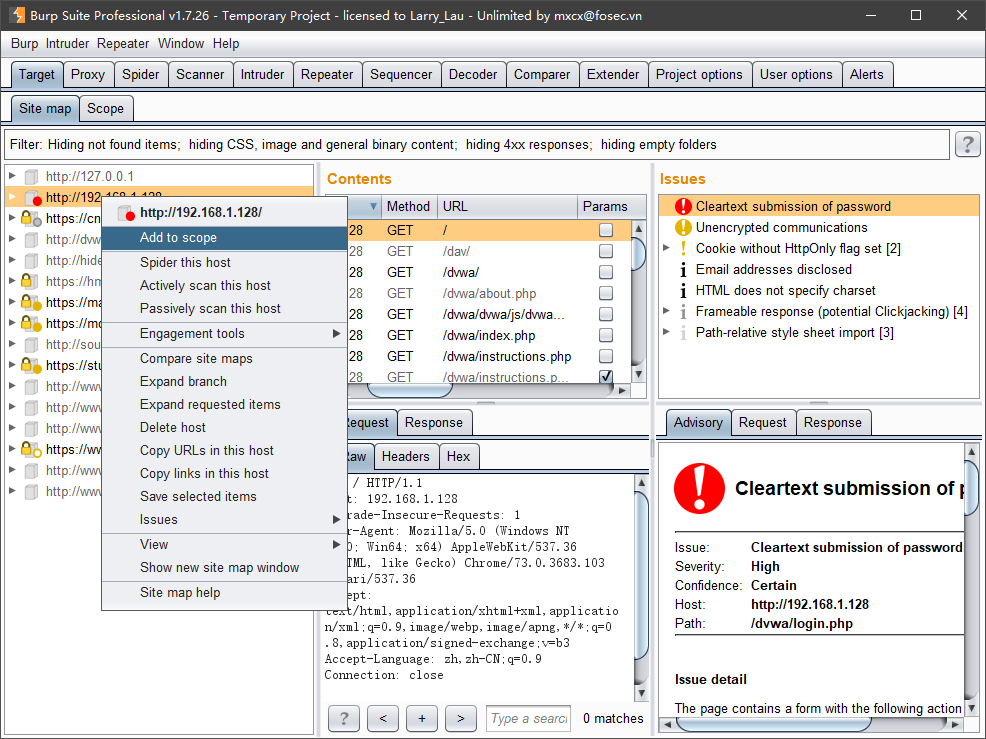 Burp Suite Professional v1.7.26 - Temporary Project - licensed to Larry_Lau - Unlimited by mxcx@fosec.vn
Burp Intruder Repeater Window Help
Target Proxy Spider Scanner Intruder Repeater Sequencer Decoder Comparer Extender Project options User options Alerts
Site map Scope
Filter: Hiding not found items; hiding CSS, image and general binary content; hiding 4xx responses; hiding empty folders
?
http://127.0.0.1
http://192.168.1.128
https://cn
http://dvw
http://hide
https://hm
https://ma
https://mo
http://sou
https://stu
http://www
http://www
http://www
https://ww
http://www
http://www
http://192.168.1.128/
Add to scope
Spider this host
Actively scan this host
Passively scan this host
Engagement tools
Compare site maps
Expand branch
Expand requested items
Delete host
Copy URLs in this host
Copy links in this host
Save selected items
Issues
View
Show new site map window
Site map help
Contents
Method URL Params
28 GET /
28 GET /dav/
28 GET /dvwa/
28 GET /dvwa/about.php
28 GET /dvwa/dvwa/js/dvwa...
28 GET /dvwa/index.php
28 GET /dvwa/instructions.php
28 GET /dvwa/instructions.p...
Request Response
Raw Headers Hex
/ HTTP/1.1
t: 192.168.1.128
rade-Insecure-Requests: 1
r-Agent: Mozilla/5.0 (Windows NT
0; Win64; x64) AppleWebKit/537.36
TML, like Gecko) Chrome/73.0.3683.103
ari/537.36
ept:
text/html,application/xhtml+xml,applicatio
n/xml;q=0.9,image/webp,image/apng,*/*;q=0
.8,application/signed-exchange;v=b3
Accept-Language: zh,zh-CN;q=0.9
Connection: close
? < + > Type a searc 0 matches
Issues
Cleartext submission of password
Unencrypted communications
Cookie without HttpOnly flag set [2]
Email addresses disclosed
HTML does not specify charset
Frameable response (potential Clickjacking) [4]
Path-relative style sheet import [3]
Advisory Request Response
Cleartext submission of p
Issue: Cleartext submission of password
Severity: High
Confidence: Certain
Host: http://192.168.1.128
Path: /dvwa/login.php
Issue detail
The page contains a form with the following action